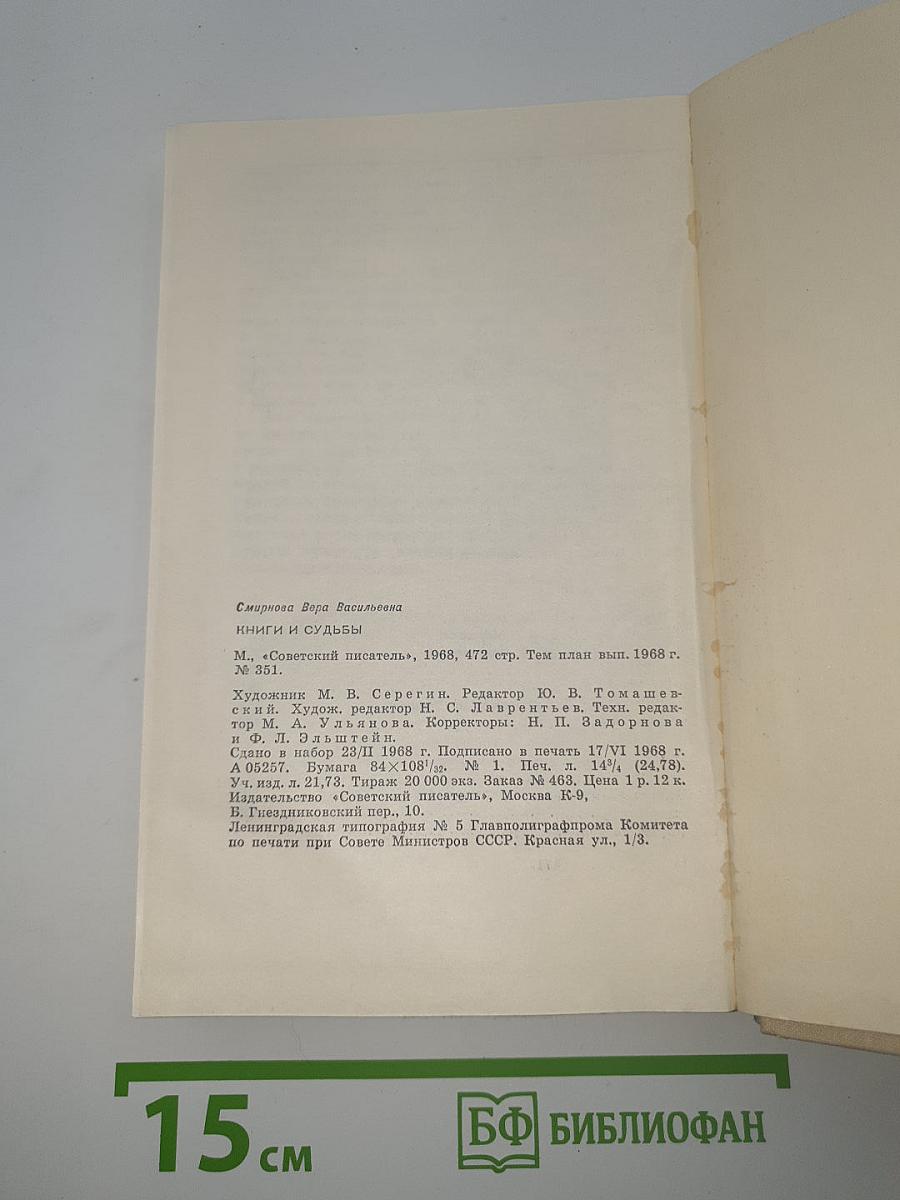 Смирнова Вера Васильевна
КНИГИ И СУДЬБЫ
М., «Советский писатель», 1968, 472 стр. Тем план вып. 1968 г.
№ 351.
Художник М. В. Серегин. Редактор Ю. В. Томашев-
ский. Худож. редактор Н. С. Лаврентьев. Техн. редак-
тор М. А. Ульянова. Корректоры: Н. П. Задорнова
и Ф. Л. Эльштейн.
Сдано в набор 23/II 1968 г. Подписано в печать 17/VI 1968 г.
А 05257. Бумага 84×108¹/₃₂. № 1. Печ. л. 14³/₄ (24,78).
Уч. изд. л. 21,73. Тираж 20 000 экз. Заказ № 463. Цена 1 р. 12 к.
Издательство «Советский писатель», Москва К-9,
Б. Гнездниковский пер., 10.
Ленинградская типография № 5 Главполиграфпрома Комитета
по печати при Совете Министров СССР. Красная ул., 1/3.
15 см
БФ БИБЛИОФАН